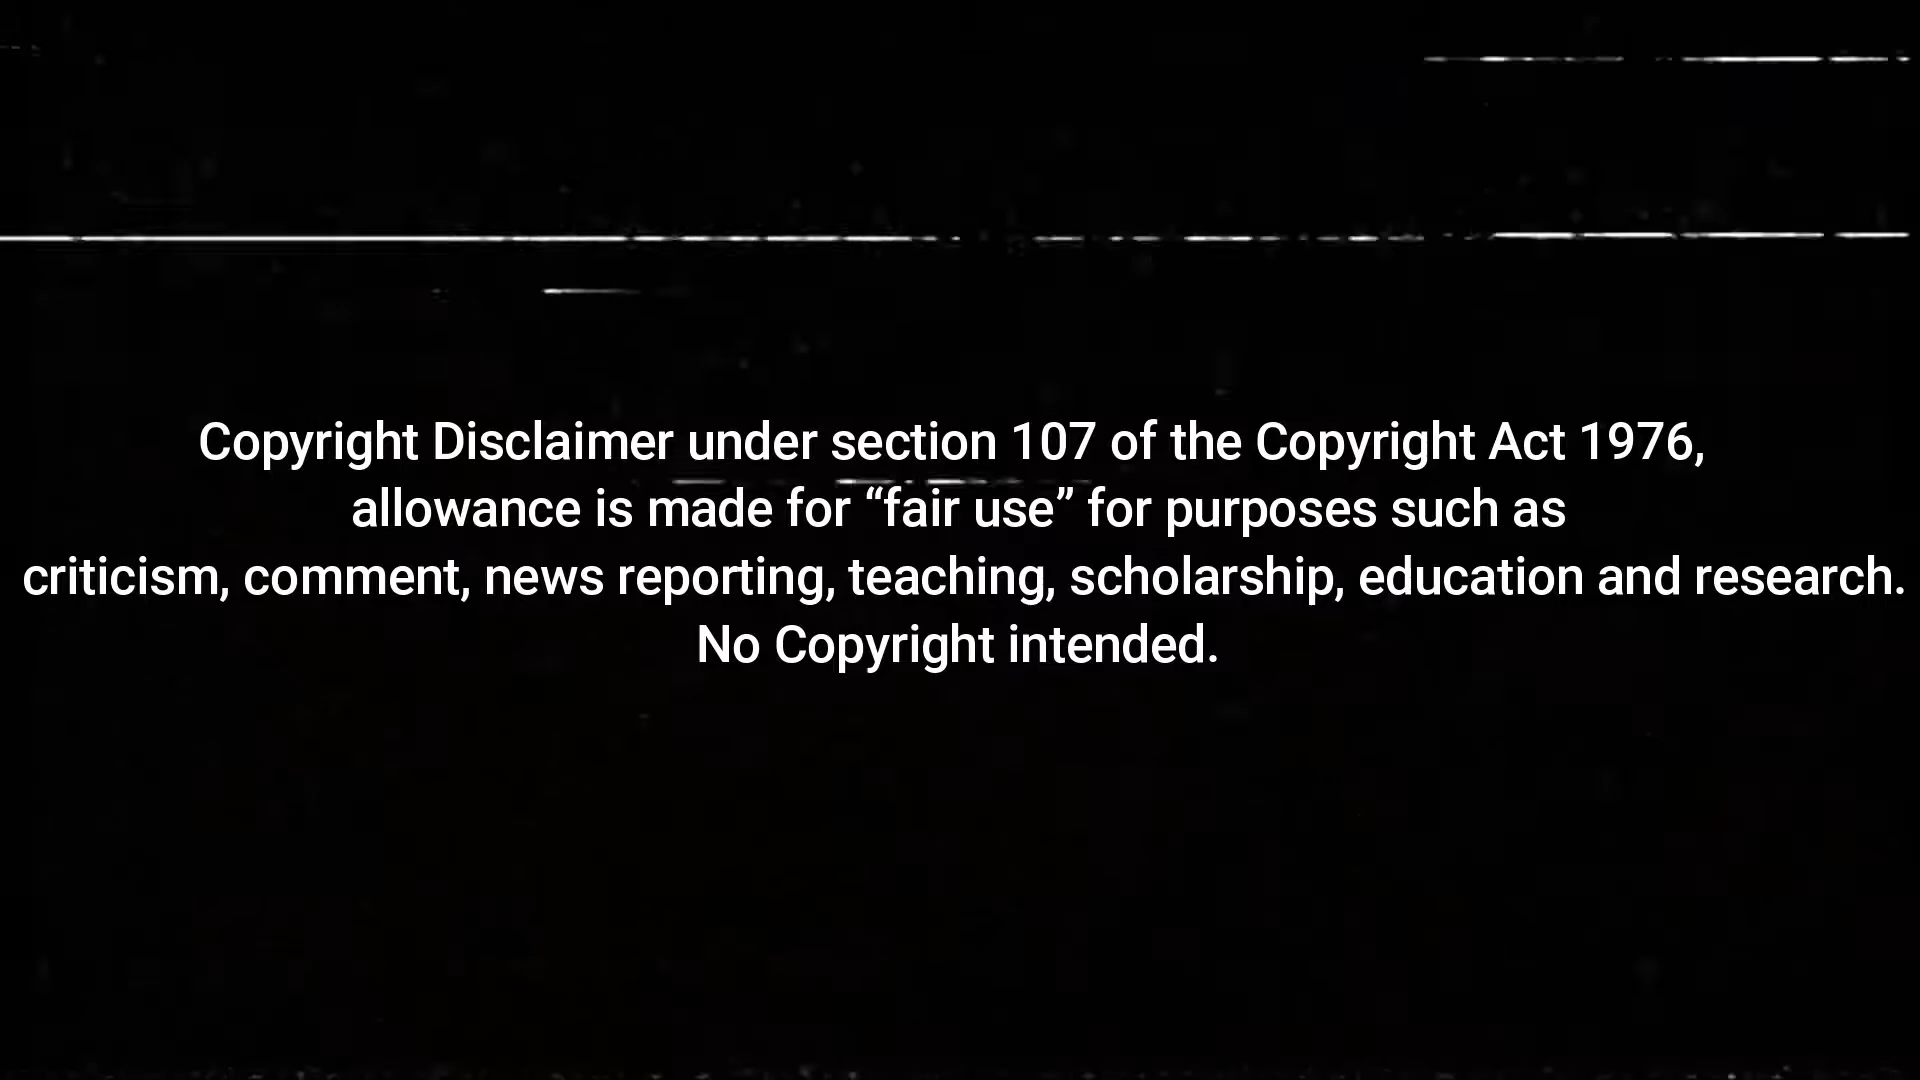 Copyright Disclaimer under section 107 of the Copyright Act 1976,
allowance is made for “fair use” for purposes such as
criticism, comment, news reporting, teaching, scholarship, education and research.
No Copyright intended.